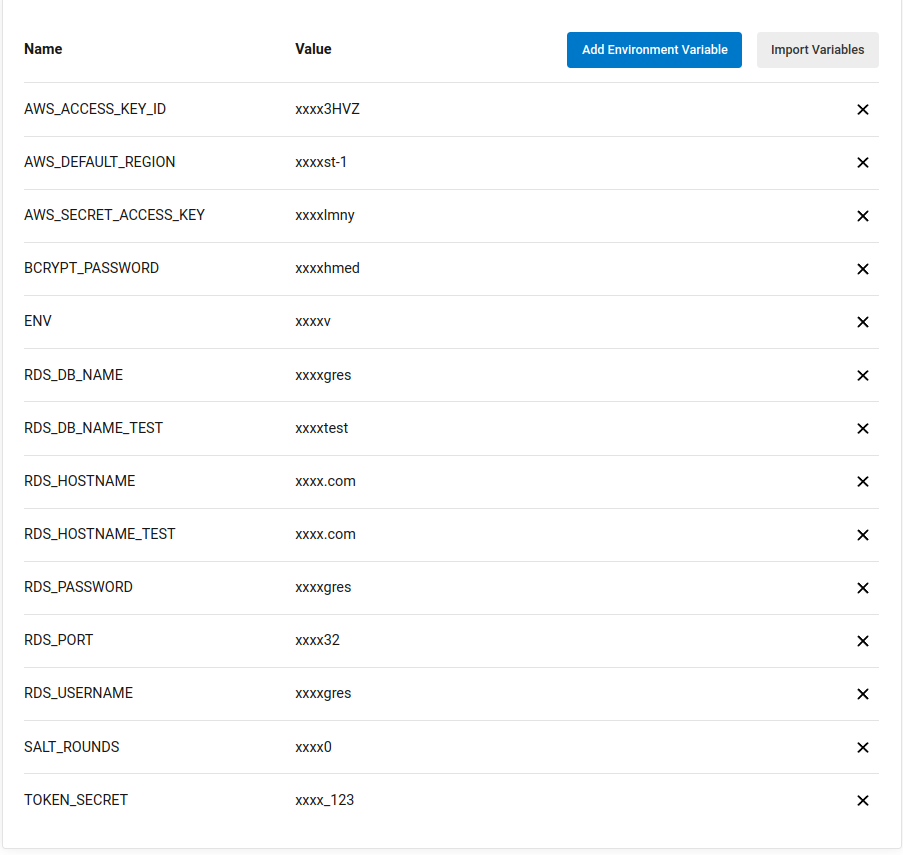 Name Value Add Environment Variable Import Variables
AWS_ACCESS_KEY_ID xxxx3HVZ
AWS_DEFAULT_REGION xxxxst-1
AWS_SECRET_ACCESS_KEY xxxxlmny
BCRYPT_PASSWORD xxxxhmed
ENV xxxxv
RDS_DB_NAME xxxxgres
RDS_DB_NAME_TEST xxxxtest
RDS_HOSTNAME xxxx.com
RDS_HOSTNAME_TEST xxxx.com
RDS_PASSWORD xxxxgres
RDS_PORT xxxx32
RDS_USERNAME xxxxgres
SALT_ROUNDS xxxx0
TOKEN_SECRET xxxx_123